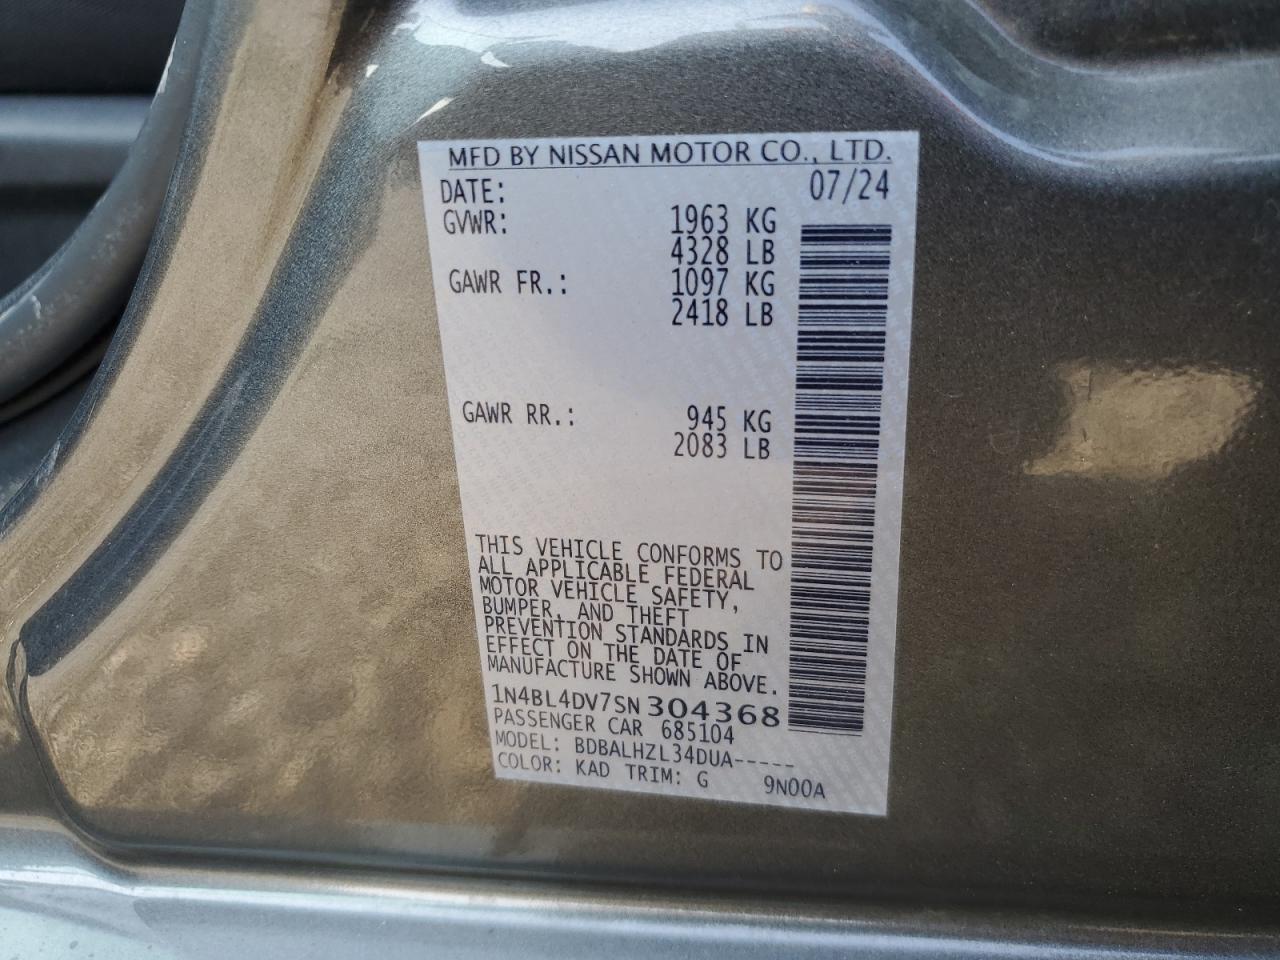 MFD BY NISSAN MOTOR CO., LTD.
DATE: 07/24
GVWR: 1963 KG
4328 LB
GAWR FR.: 1097 KG
2418 LB
GAWR RR.: 945 KG
2083 LB
THIS VEHICLE CONFORMS TO
ALL APPLICABLE FEDERAL
MOTOR VEHICLE SAFETY,
BUMPER, AND THEFT
PREVENTION STANDARDS IN
EFFECT ON THE DATE OF
MANUFACTURE SHOWN ABOVE.
1N4BL4DV7SN304368
PASSENGER CAR 685104
MODEL: BDBALHZL34DUA-----
COLOR: KAD TRIM: G 9N00A